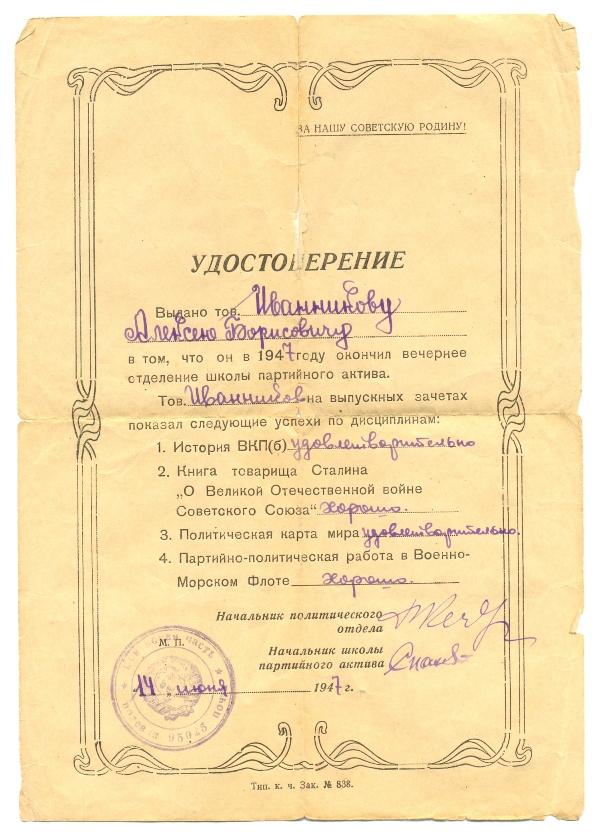 ЗА НАШУ СОВЕТСКУЮ РОДИНУ!
УДОСТОВЕРЕНИЕ
Выдано тов. Иванникову
Алексею Борисовичу
в том, что он в 1947 году окончил вечернее
отделение школы партийного актива.
Тов. Иванников на выпускных зачетах
показал следующие успехи по дисциплинам:
1. История ВКП(б) удовлетворительно
2. Книга товарища Сталина
„О Великой Отечественной войне
Советского Союза“ хорошо.
3. Политическая карта мира удовлетворительно.
4. Партийно-политическая работа в Военно-
Морском Флоте хорошо.
Начальник политического
отдела
М. П.
Начальник школы
партийного актива
14 июня 1947 г.
часть
95045
Тип. к. ч. Зак. № 838.